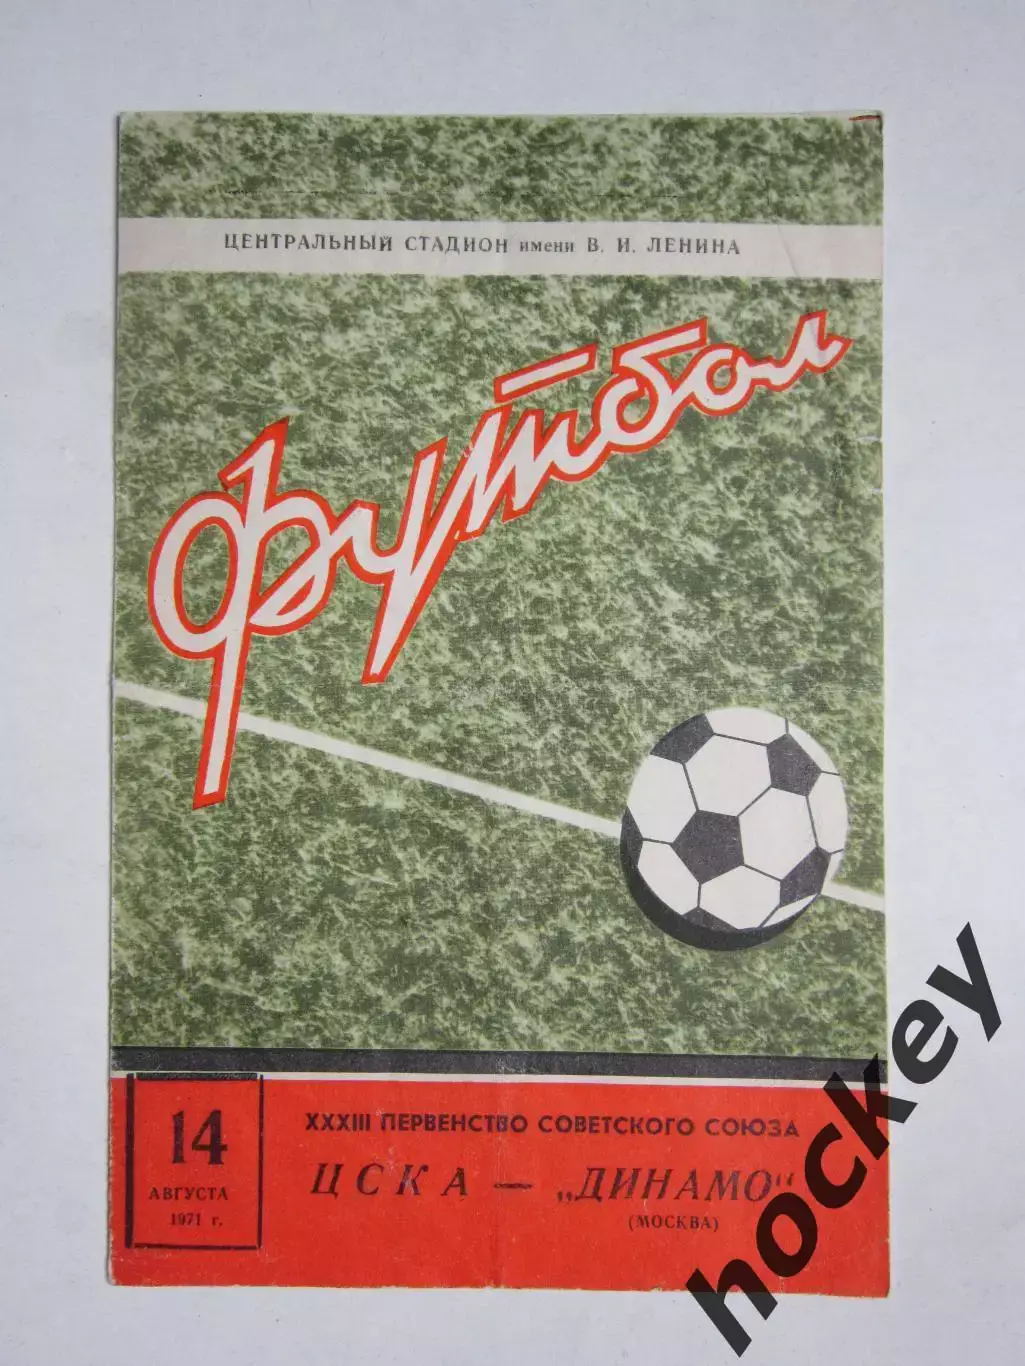 ЦЕНТРАЛЬНЫЙ СТАДИОН имени В. И. ЛЕНИНА
Футбол
14
АВГУСТА
1971 г.
XXXIII ПЕРВЕНСТВО СОВЕТСКОГО СОЮЗА
ЦСКА — „ДИНАМО“
(МОСКВА)
hockey